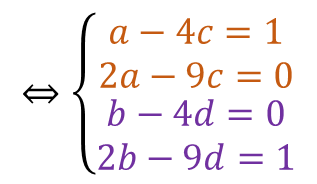 a − 4c = 1
2a − 9c = 0
⇔ { b − 4d = 0
2b − 9d = 1